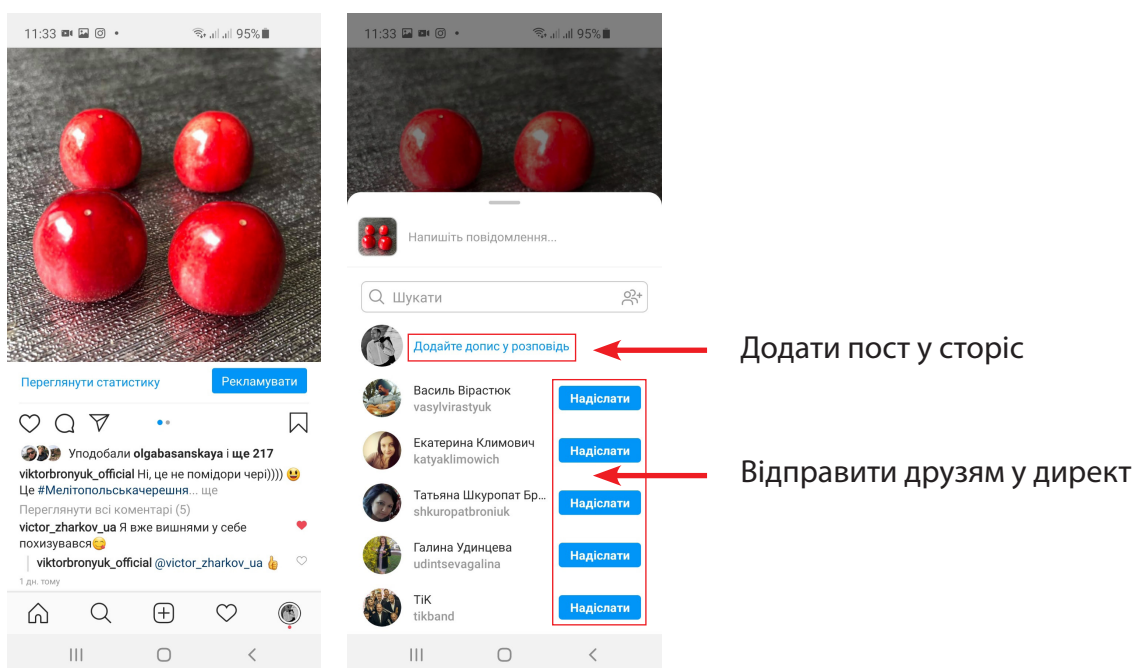 11:33
95%
Переглянути статистику
Рекламувати
Уподобали olgabasanskaya і ще 217
viktorbronyuk_official Ні, це не помідори чері))))
Це #Мелітопольськачерешня... ще
Переглянути всі коментарі (5)
victor_zharkov_ua Я вже вишнями у себе
похизувався
viktorbronyuk_official @victor_zharkov_ua
1 дн. тому
11:33
95%
Напишіть повідомлення...
Шукати
Додайте допис у розповідь
Василь Вірастюк
vasylvirastyuk
Надіслати
Екатерина Климович
katyaklimowich
Надіслати
Татьяна Шкуропат Бр...
shkuropatbroniuk
Надіслати
Галина Удинцева
udintsevagalina
Надіслати
ТіК
tikband
Надіслати
Додати пост у сторіс
Відправити друзям у директ